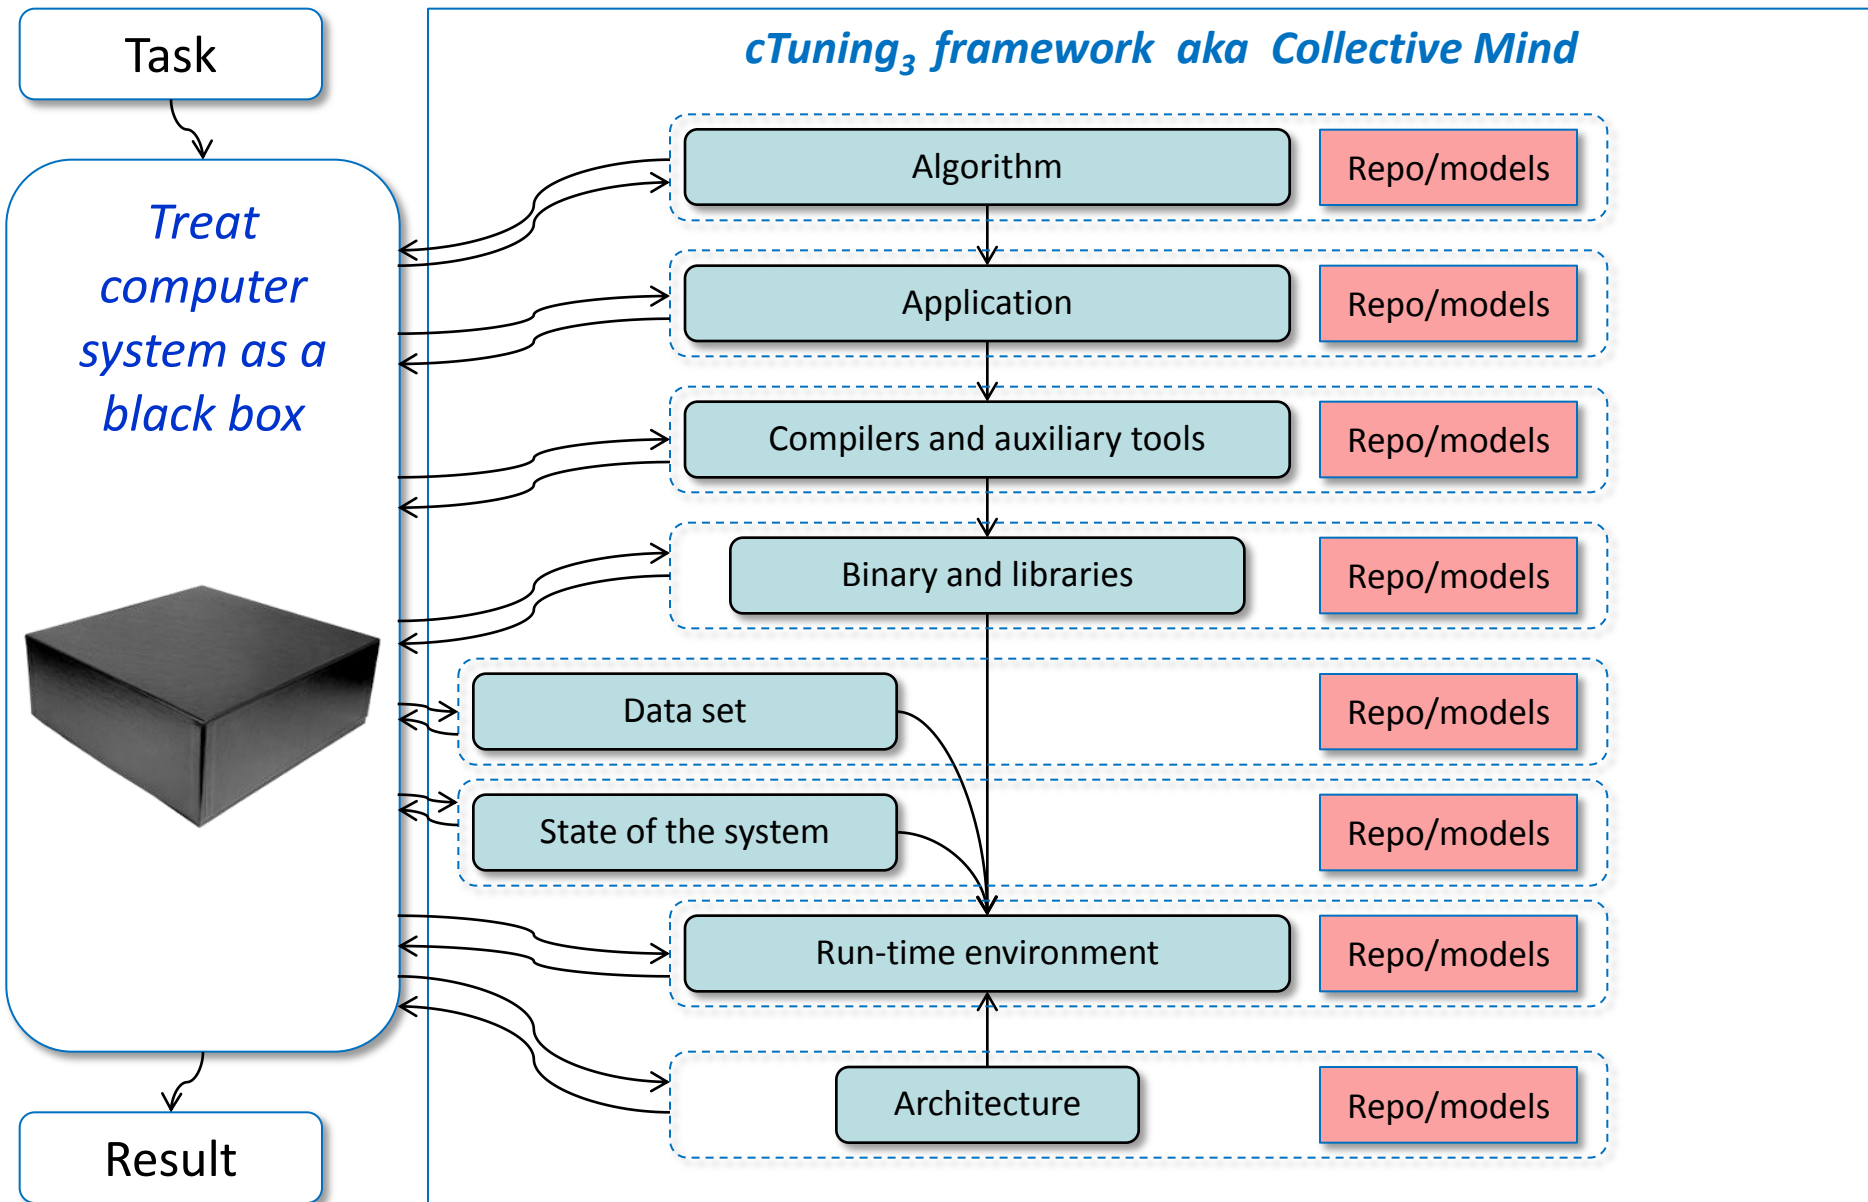 Task
cTuning₃ framework aka Collective Mind
Treat
computer
system as a
black box
Algorithm
Repo/models
Application
Repo/models
Compilers and auxiliary tools
Repo/models
Binary and libraries
Repo/models
Data set
Repo/models
State of the system
Repo/models
Run-time environment
Repo/models
Architecture
Repo/models
Result